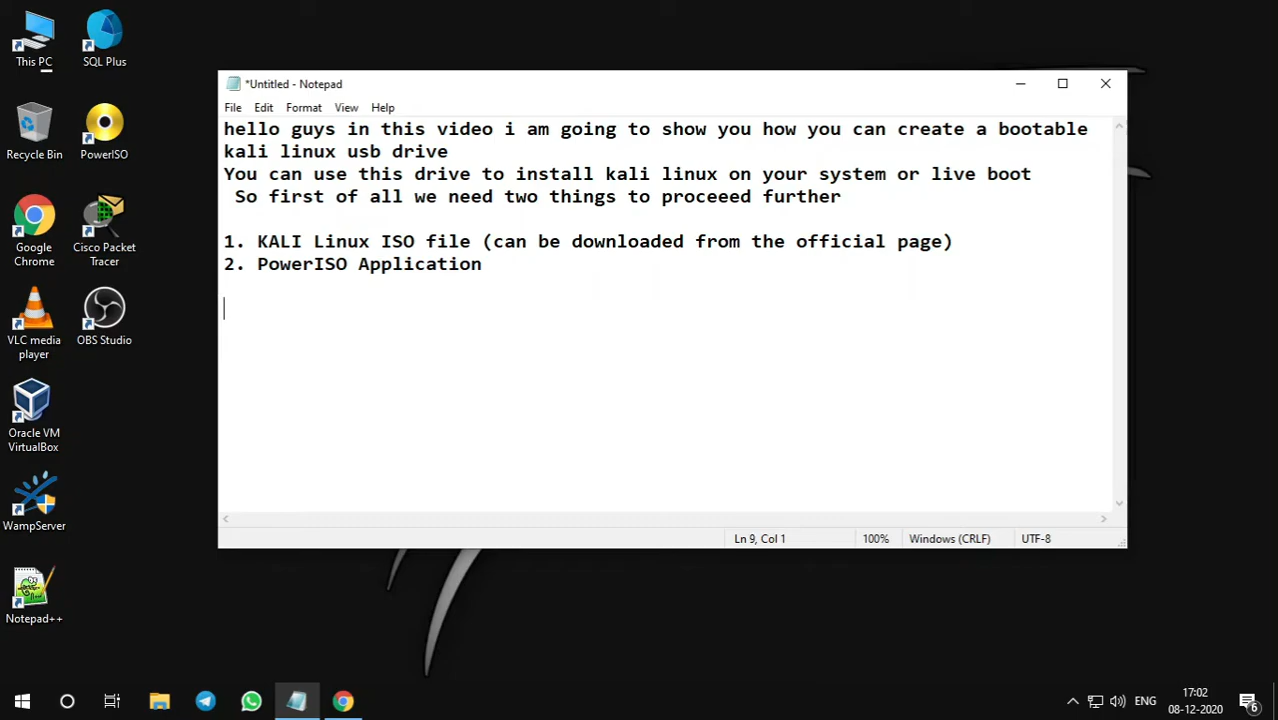 This PC
SQL Plus
Recycle Bin
PowerISO
Google
Chrome
Cisco Packet
Tracer
VLC media
player
OBS Studio
Oracle VM
VirtualBox
WampServer
Notepad++
*Untitled - Notepad
File Edit Format View Help
hello guys in this video i am going to show you how you can create a bootable
kali linux usb drive
You can use this drive to install kali linux on your system or live boot
So first of all we need two things to proceeed further
1. KALI Linux ISO file (can be downloaded from the official page)
2. PowerISO Application
Ln 9, Col 1 100% Windows (CRLF) UTF-8
ENG
17:02
08-12-2020
6